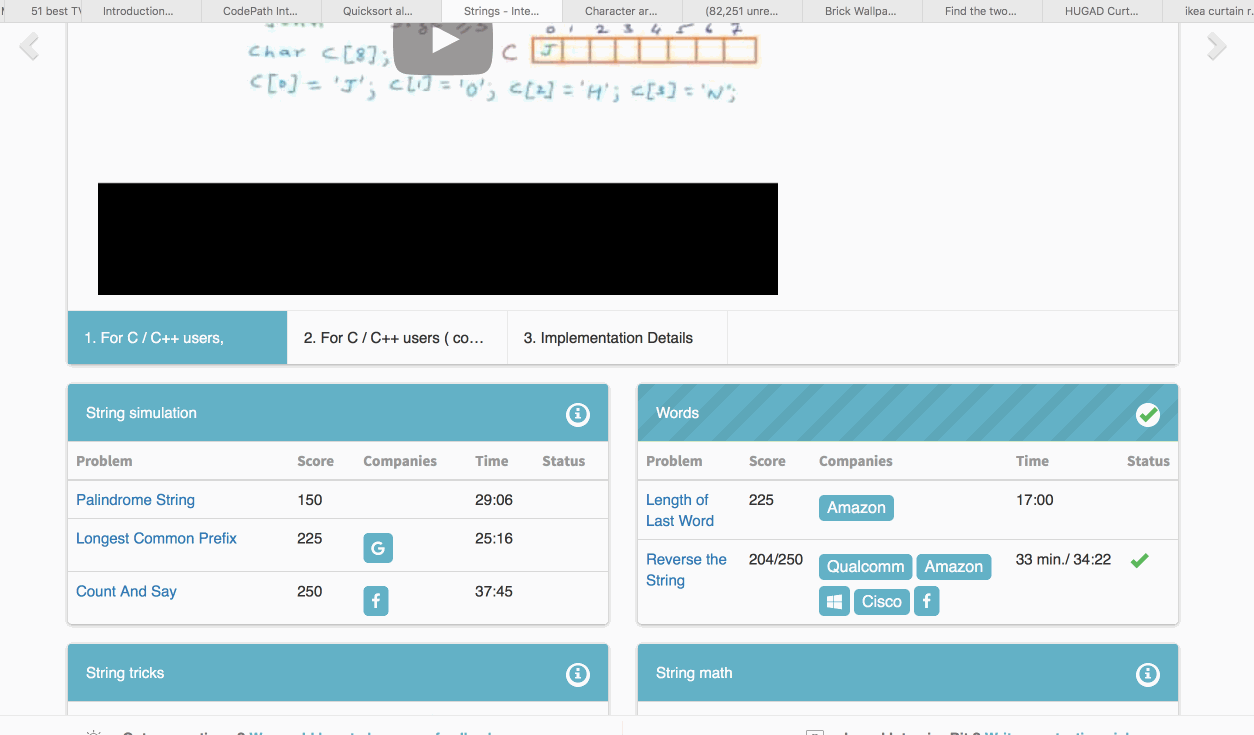 51 best TV
Introduction...
CodePath Int...
Quicksort al...
Strings - Inte...
Character ar...
(82,251 unre...
Brick Wallpa...
Find the two...
HUGAD Curt...
ikea curtain r.
0 1 2 3 4 5 6 7
Char C[8]; C J
C[0] = 'J'; C[1] = 'O'; C[2] = 'H'; C[3] = 'N';
1. For C / C++ users,
2. For C / C++ users ( co...
3. Implementation Details
String simulation
Problem Score Companies Time Status
Palindrome String 150 29:06
Longest Common Prefix 225 G 25:16
Count And Say 250 f 37:45
Words
Problem Score Companies Time Status
Length of 225 Amazon 17:00
Last Word
Reverse the 204/250 Qualcomm Amazon 33 min./ 34:22
String Cisco f
String tricks
String math